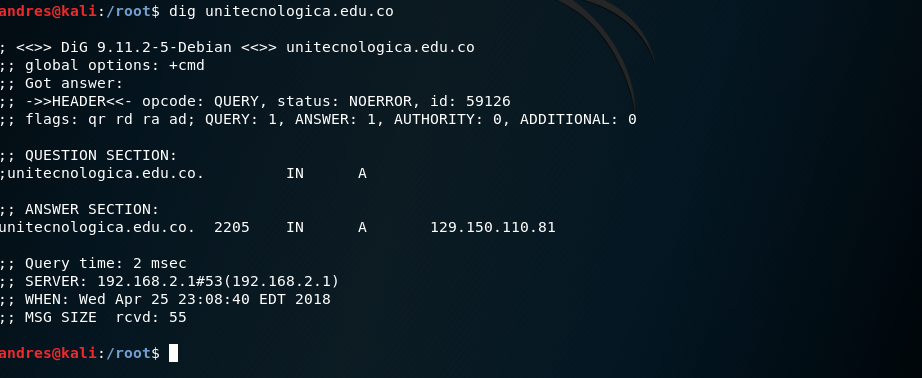 andres@kali:/root$ dig unitecnologica.edu.co
; <<>> DiG 9.11.2-5-Debian <<>> unitecnologica.edu.co
;; global options: +cmd
;; Got answer:
;; ->>HEADER<<- opcode: QUERY, status: NOERROR, id: 59126
;; flags: qr rd ra ad; QUERY: 1, ANSWER: 1, AUTHORITY: 0, ADDITIONAL: 0
;; QUESTION SECTION:
;unitecnologica.edu.co. IN A
;; ANSWER SECTION:
unitecnologica.edu.co. 2205 IN A 129.150.110.81
;; Query time: 2 msec
;; SERVER: 192.168.2.1#53(192.168.2.1)
;; WHEN: Wed Apr 25 23:08:40 EDT 2018
;; MSG SIZE rcvd: 55
andres@kali:/root$